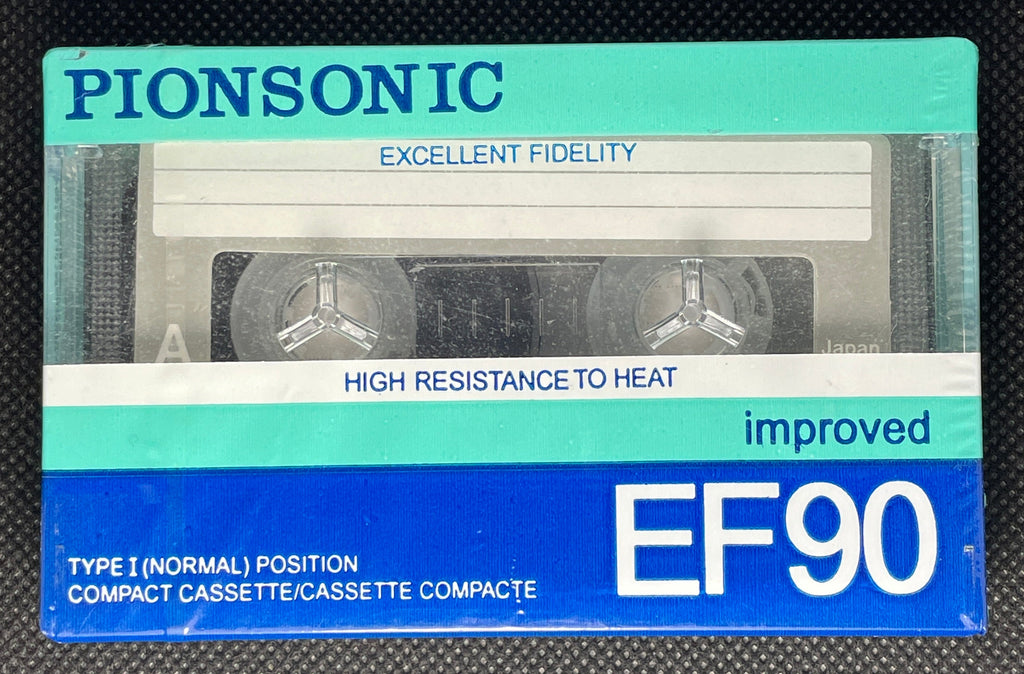 PIONSONIC
EXCELLENT FIDELITY
A
Japan
HIGH RESISTANCE TO HEAT
improved
EF90
TYPE I (NORMAL) POSITION
COMPACT CASSETTE/CASSETTE COMPACTE